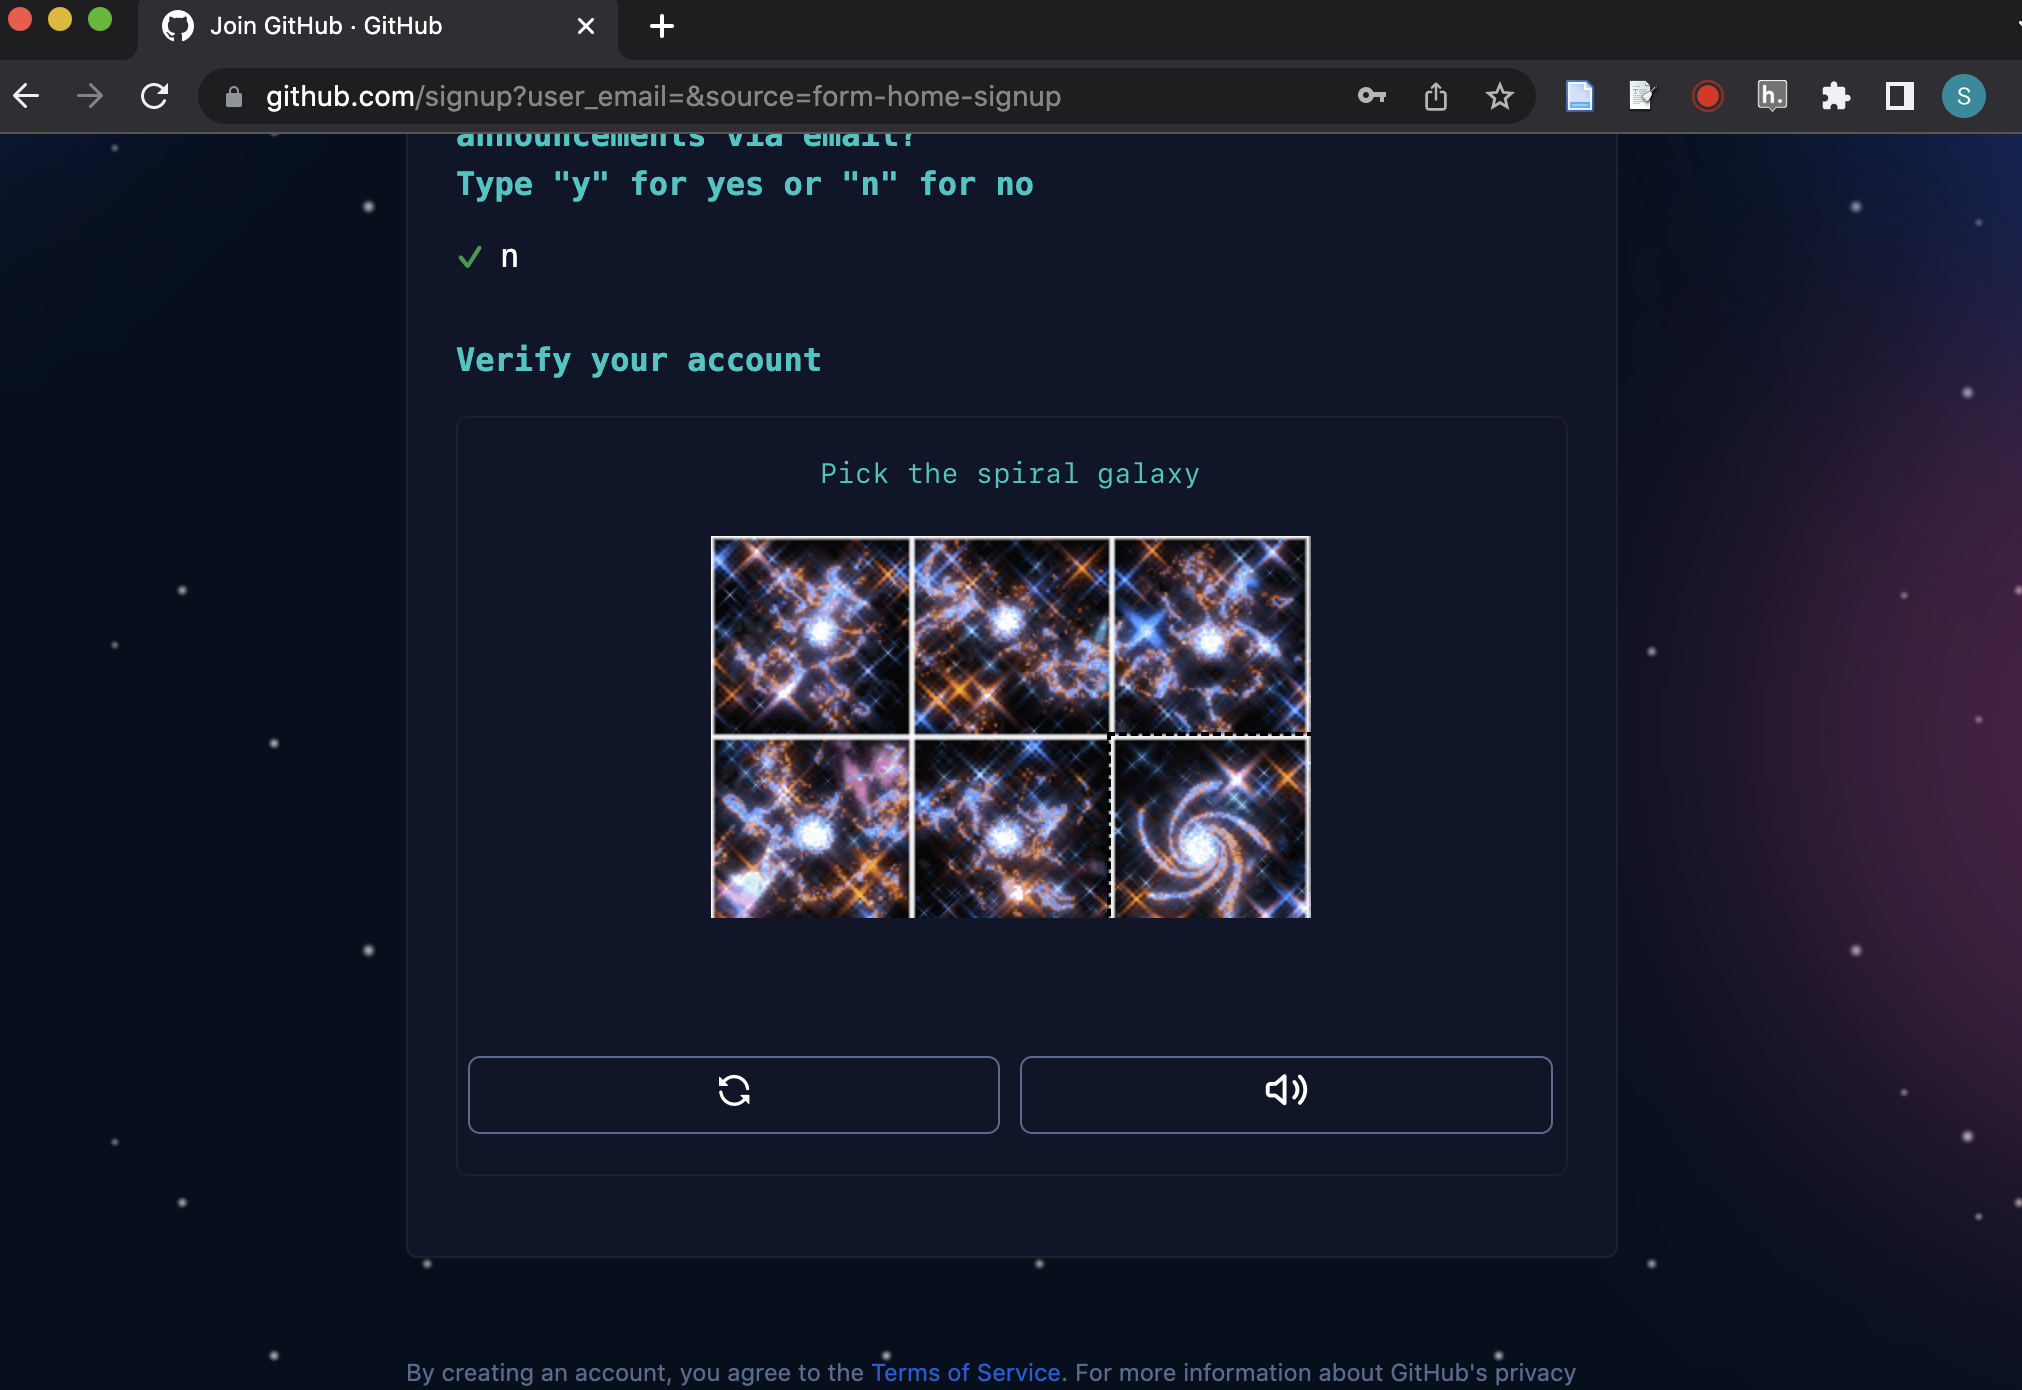 Join GitHub · GitHub
github.com/signup?user_email=&source=form-home-signup
h.
S
announcements via email?
Type "y" for yes or "n" for no
n
Verify your account
Pick the spiral galaxy
By creating an account, you agree to the Terms of Service. For more information about GitHub's privacy